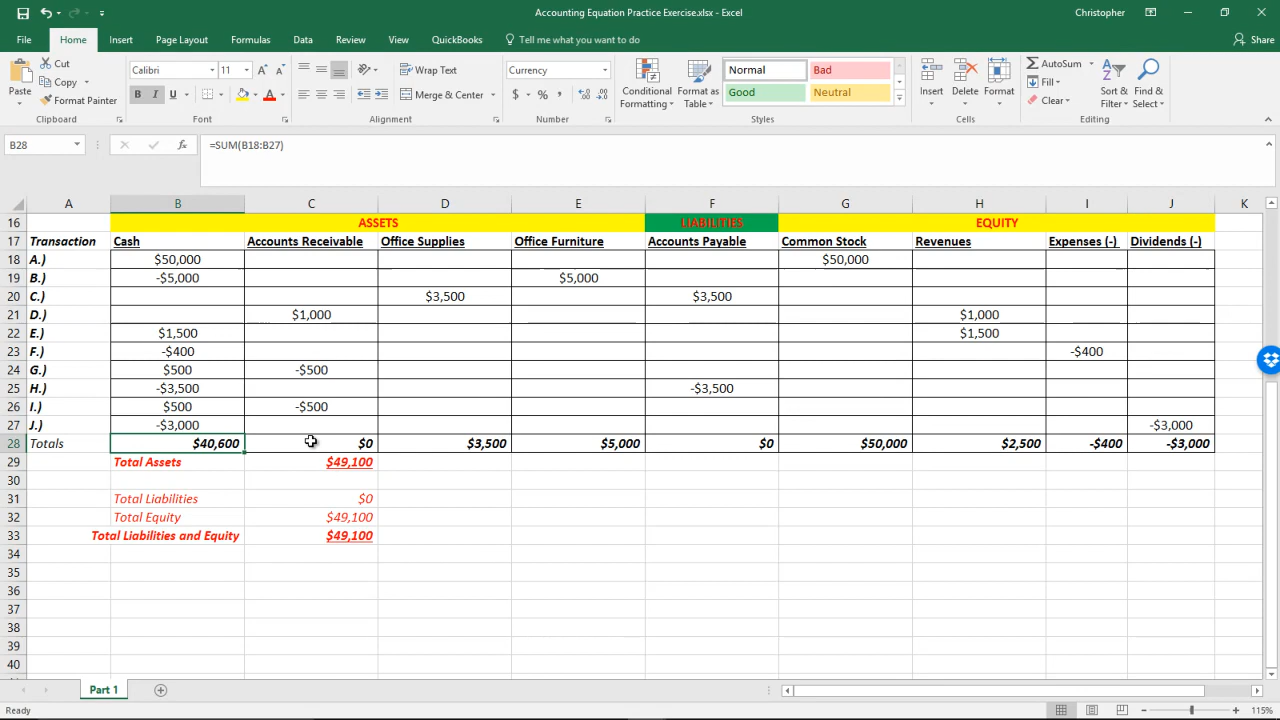 Accounting Equation Practice Exercise.xlsx - Excel
Christopher
File Home Insert Page Layout Formulas Data Review View QuickBooks Tell me what you want to do Share
Paste Cut Copy Format Painter Clipboard
Calibri 11 B I U A A A Font
Wrap Text Merge & Center Alignment
Currency $ % , Number
Conditional Formatting Format as Table Normal Bad Good Neutral Styles
Insert Delete Format Cells
AutoSum Fill Clear Sort & Filter Find & Select Editing
B28 fx =SUM(B18:B27)
A B C D E F G H I J K
16 ASSETS LIABILITIES EQUITY
17 Transaction Cash Accounts Receivable Office Supplies Office Furniture Accounts Payable Common Stock Revenues Expenses (-) Dividends (-)
18 A.) $50,000 $50,000
19 B.) -$5,000 $5,000
20 C.) $3,500 $3,500
21 D.) $1,000 $1,000
22 E.) $1,500 $1,500
23 F.) -$400 -$400
24 G.) $500 -$500
25 H.) -$3,500 -$3,500
26 I.) $500 -$500
27 J.) -$3,000 -$3,000
28 Totals $40,600 $0 $3,500 $5,000 $0 $50,000 $2,500 -$400 -$3,000
29 Total Assets $49,100
30
31 Total Liabilities $0
32 Total Equity $49,100
33 Total Liabilities and Equity $49,100
34
35
36
37
38
39
40
Part 1
Ready
115%